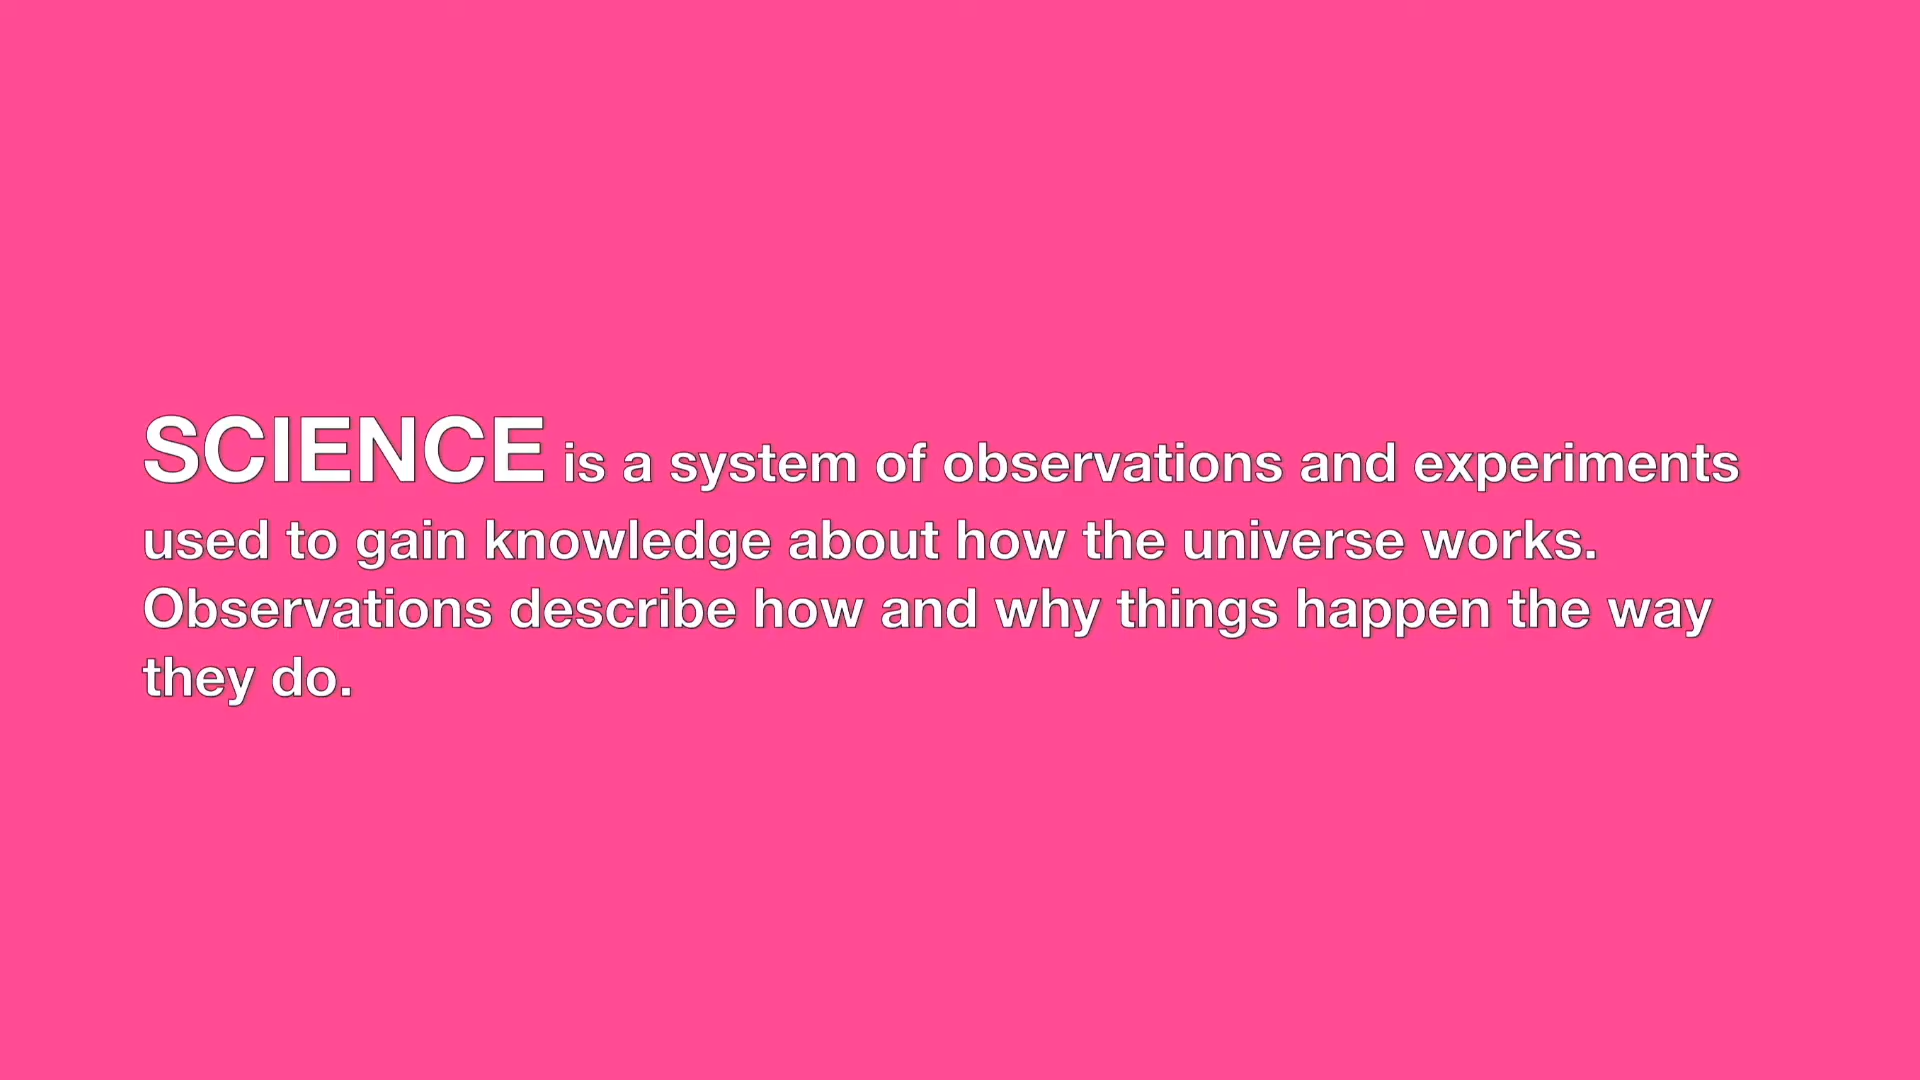 SCIENCE is a system of observations and experiments
used to gain knowledge about how the universe works.
Observations describe how and why things happen the way
they do.